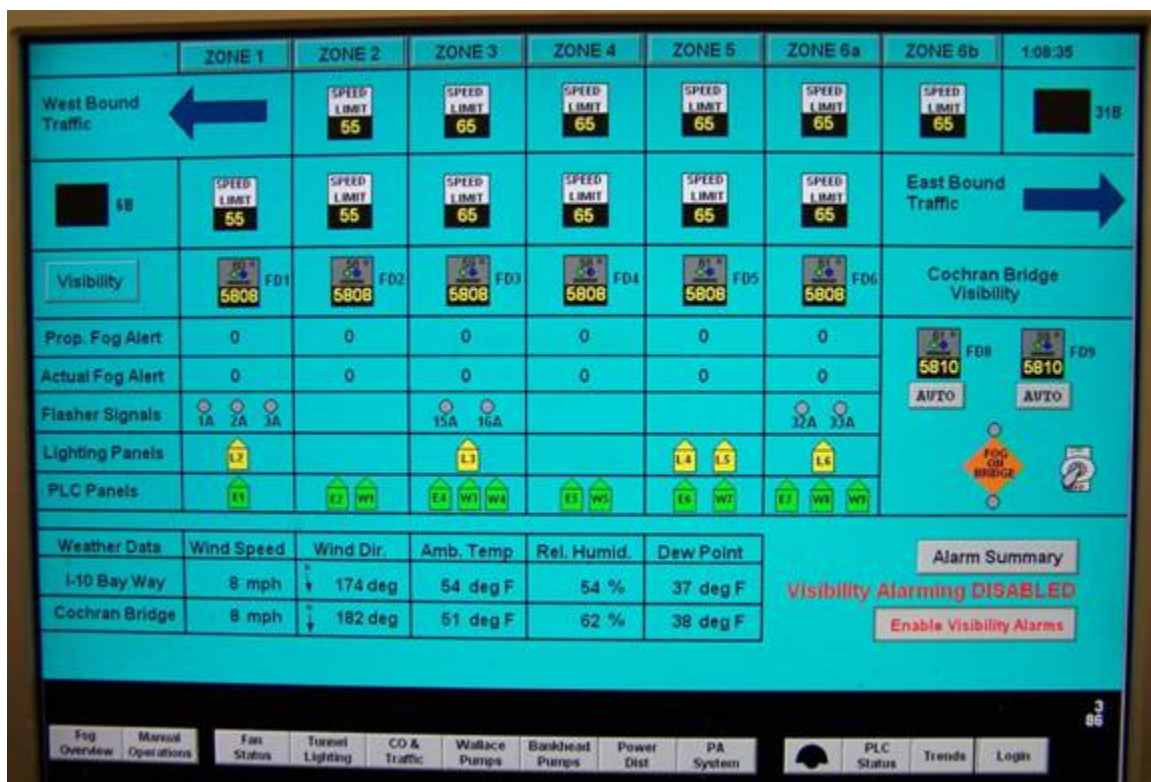 ZONE 1 ZONE 2 ZONE 3 ZONE 4 ZONE 5 ZONE 6a ZONE 6b 1:08:35
West Bound
Traffic
SPEED LIMIT 55
SPEED LIMIT 65
SPEED LIMIT 65
SPEED LIMIT 65
SPEED LIMIT 65
SPEED LIMIT 65
31B
6B
SPEED LIMIT 55
SPEED LIMIT 55
SPEED LIMIT 65
SPEED LIMIT 65
SPEED LIMIT 65
SPEED LIMIT 65
East Bound
Traffic
Visibility
5808 FD1
5808 FD2
5808 FD3
5808 FD4
5808 FD5
5808 FD6
Cochran Bridge
Visibility
Prop. Fog Alert 0 0 0 0 0 0
5810 FD8
5810 FD9
Actual Fog Alert 0 0 0 0 0 0
AUTO AUTO
Flasher Signals 1A 2A 3A 15A 16A 32A 33A
Lighting Panels L2 L3 L4 L5 L6
FOG
ON
BRIDGE
PLC Panels E1 E2 W1 E4 W3 W4 E5 W5 E6 W7 E7 W8 W9
Weather Data Wind Speed Wind Dir. Amb. Temp Rel. Humid. Dew Point
I-10 Bay Way 8 mph 174 deg 54 deg F 54 % 37 deg F
Cochran Bridge 8 mph 182 deg 51 deg F 62 % 38 deg F
Alarm Summary
Visibility Alarming DISABLED
Enable Visibility Alarms
3
86
Fog
Overview
Manual
Operations
Fan
Status
Tunnel
Lighting
CO &
Traffic
Wallace
Pumps
Bankhead
Pumps
Power
Dist
PA
System
PLC
Status
Trends
Login